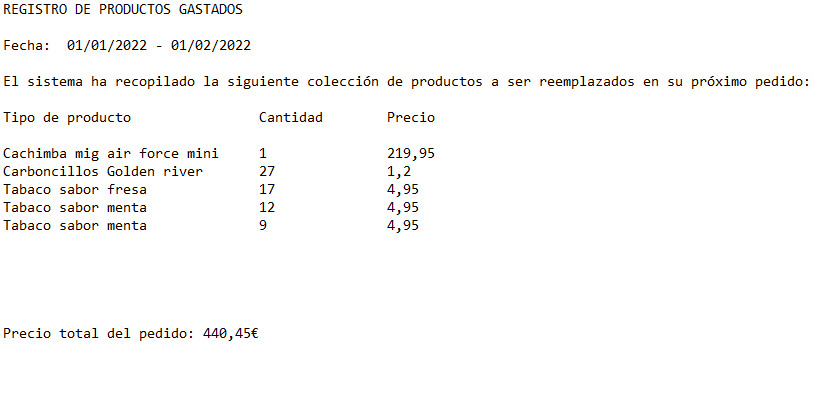 REGISTRO DE PRODUCTOS GASTADOS
Fecha: 01/01/2022 - 01/02/2022
El sistema ha recopilado la siguiente colección de productos a ser reemplazados en su próximo pedido:
Tipo de producto Cantidad Precio
Cachimba mig air force mini 1 219,95
Carboncillos Golden river 27 1,2
Tabaco sabor fresa 17 4,95
Tabaco sabor menta 12 4,95
Tabaco sabor menta 9 4,95
Precio total del pedido: 440,45€